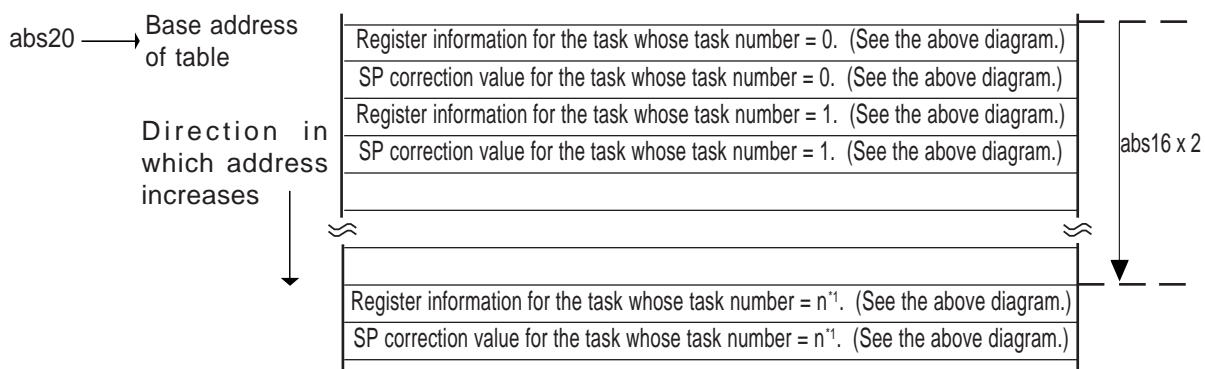 abs20
Base address
of table
Register information for the task whose task number = 0. (See the above diagram.)
SP correction value for the task whose task number = 0. (See the above diagram.)
Register information for the task whose task number = 1. (See the above diagram.)
SP correction value for the task whose task number = 1. (See the above diagram.)
Direction in
which address
increases
abs16 x 2
Register information for the task whose task number = n*1. (See the above diagram.)
SP correction value for the task whose task number = n*1. (See the above diagram.)